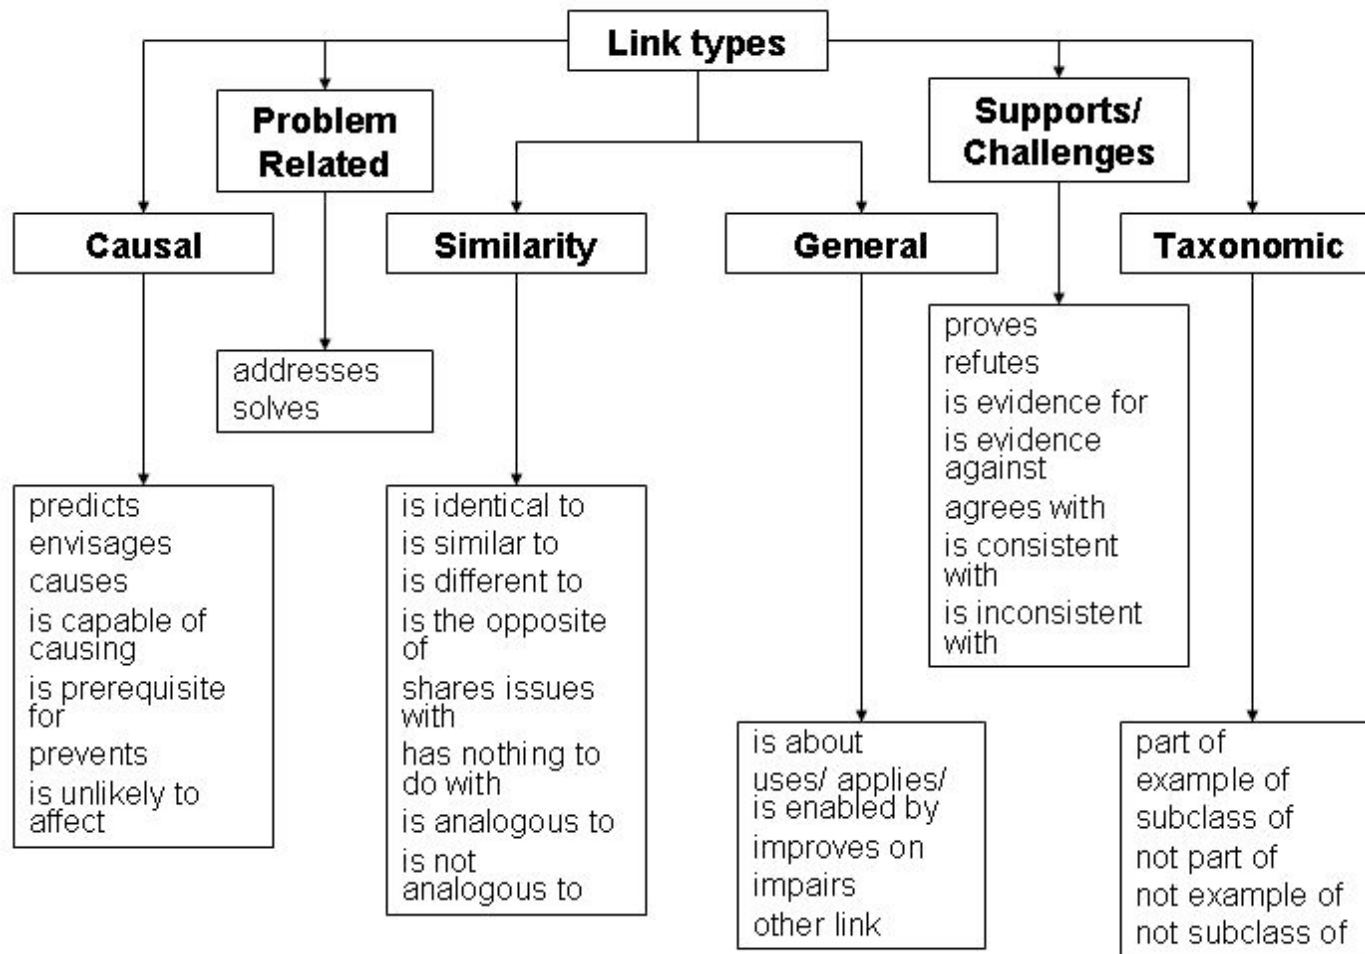 Link types
Problem
Related
Supports/
Challenges
Causal
Similarity
General
Taxonomic
addresses
solves
proves
refutes
is evidence for
is evidence
against
agrees with
is consistent
with
is inconsistent
with
predicts
envisages
causes
is capable of
causing
is prerequisite
for
prevents
is unlikely to
affect
is identical to
is similar to
is different to
is the opposite
of
shares issues
with
has nothing to
do with
is analogous to
is not
analogous to
is about
uses/ applies/
is enabled by
improves on
impairs
other link
part of
example of
subclass of
not part of
not example of
not subclass of